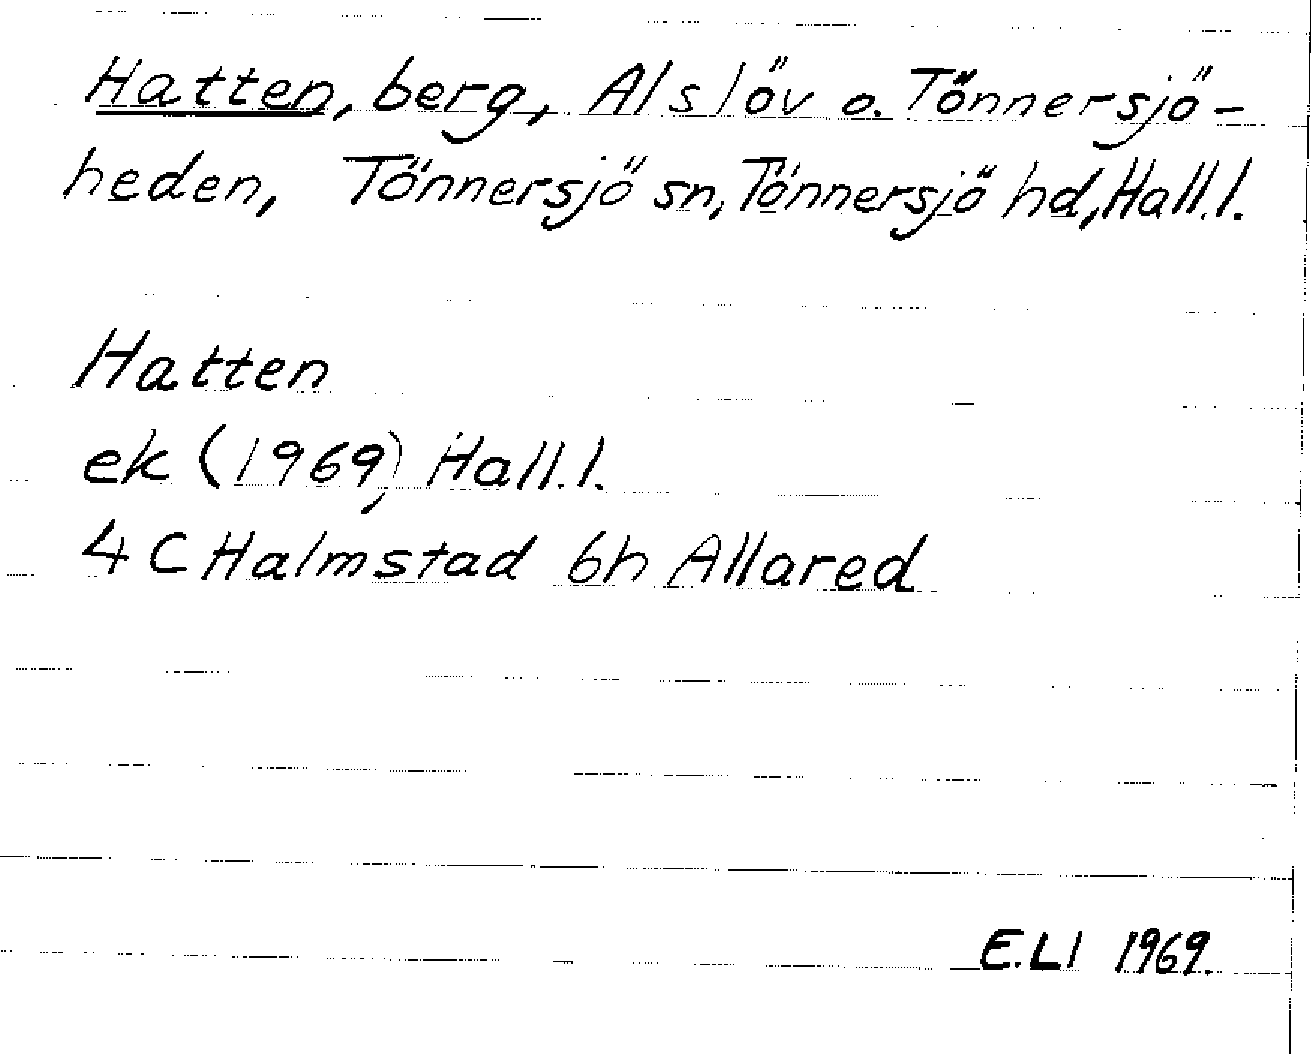 Hatten, berg, Alslöv o. Tönnersjö-
heden, Tönnersjö sn, Tönnersjö hd, Hall.l.
Hatten
ek (1969) Hall.l.
4 C Halmstad 6h Allared
E.LI 1969.